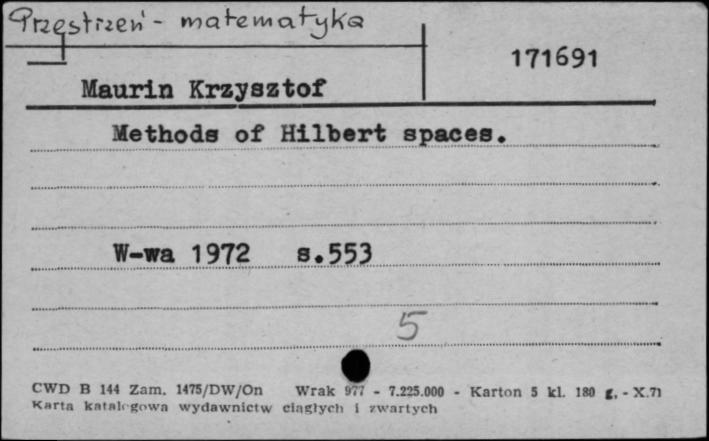 Przestrzeń - matematyka
171691
Maurin Krzysztof
Methods of Hilbert spaces.
W-wa 1972 s.553
5
CWD B 144 Zam. 1475/DW/On Wrak 977 - 7.225.000 - Karton 5 kl. 180 g. - X.71
Karta katalogowa wydawnictw ciągłych i zwartych